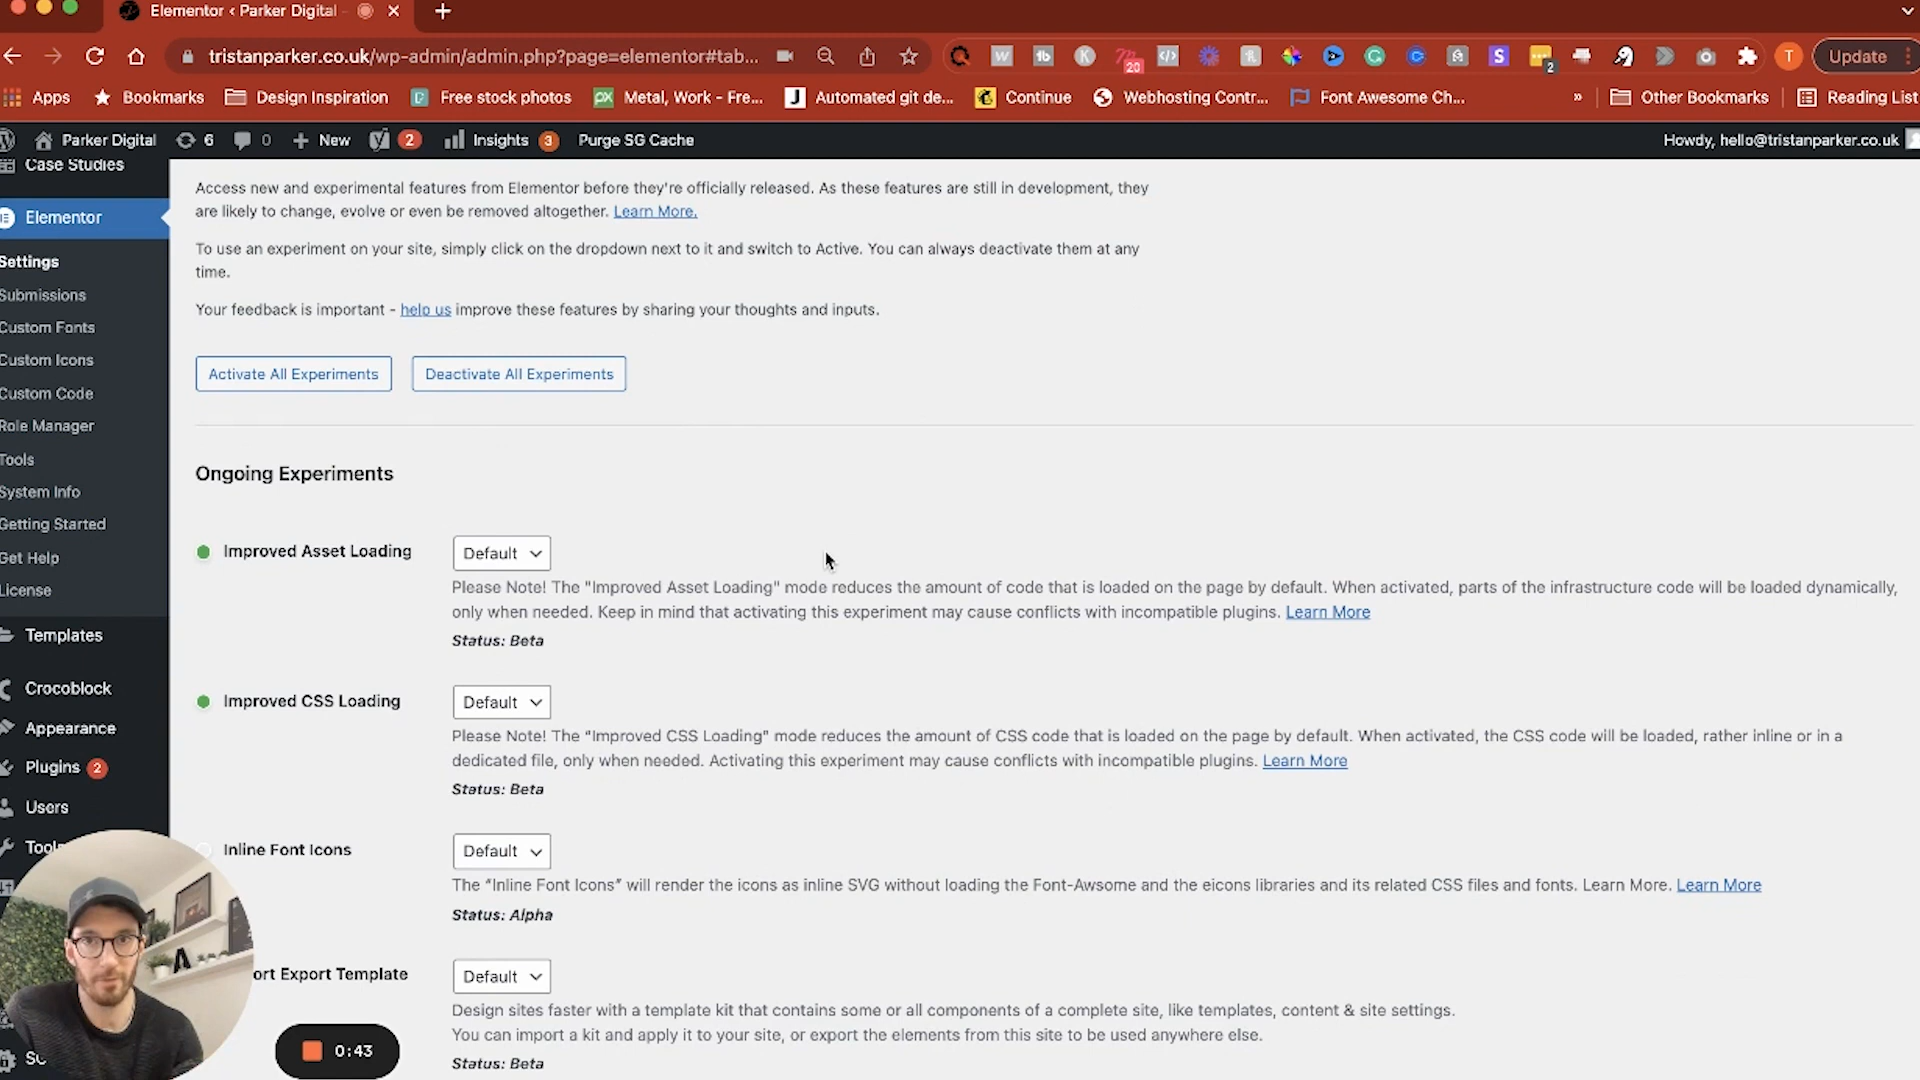 Elementor ‹ Parker Digital
tristanparker.co.uk/wp-admin/admin.php?page=elementor#tab...
20
2
T
Update
Apps
Bookmarks
Design Inspiration
Free stock photos
Metal, Work - Fre...
Automated git de...
Continue
Webhosting Contr...
Font Awesome Ch...
»
Other Bookmarks
Reading List
Parker Digital
6
0
New
2
Insights 3
Purge SG Cache
Howdy, hello@tristanparker.co.uk
Case Studies
Elementor
Settings
Submissions
Custom Fonts
Custom Icons
Custom Code
Role Manager
Tools
System Info
Getting Started
Get Help
License
Templates
Crocoblock
Appearance
Plugins 2
Users
Access new and experimental features from Elementor before they're officially released. As these features are still in development, they
are likely to change, evolve or even be removed altogether. Learn More.
To use an experiment on your site, simply click on the dropdown next to it and switch to Active. You can always deactivate them at any
time.
Your feedback is important - help us improve these features by sharing your thoughts and inputs.
Activate All Experiments
Deactivate All Experiments
Ongoing Experiments
Improved Asset Loading
Default
Please Note! The "Improved Asset Loading" mode reduces the amount of code that is loaded on the page by default. When activated, parts of the infrastructure code will be loaded dynamically,
only when needed. Keep in mind that activating this experiment may cause conflicts with incompatible plugins. Learn More
Status: Beta
Improved CSS Loading
Default
Please Note! The “Improved CSS Loading” mode reduces the amount of CSS code that is loaded on the page by default. When activated, the CSS code will be loaded, rather inline or in a
dedicated file, only when needed. Activating this experiment may cause conflicts with incompatible plugins. Learn More
Status: Beta
Inline Font Icons
Default
The “Inline Font Icons” will render the icons as inline SVG without loading the Font-Awsome and the eicons libraries and its related CSS files and fonts. Learn More. Learn More
Status: Alpha
ort Export Template
Default
Design sites faster with a template kit that contains some or all components of a complete site, like templates, content & site settings.
You can import a kit and apply it to your site, or export the elements from this site to be used anywhere else.
Status: Beta
0:43